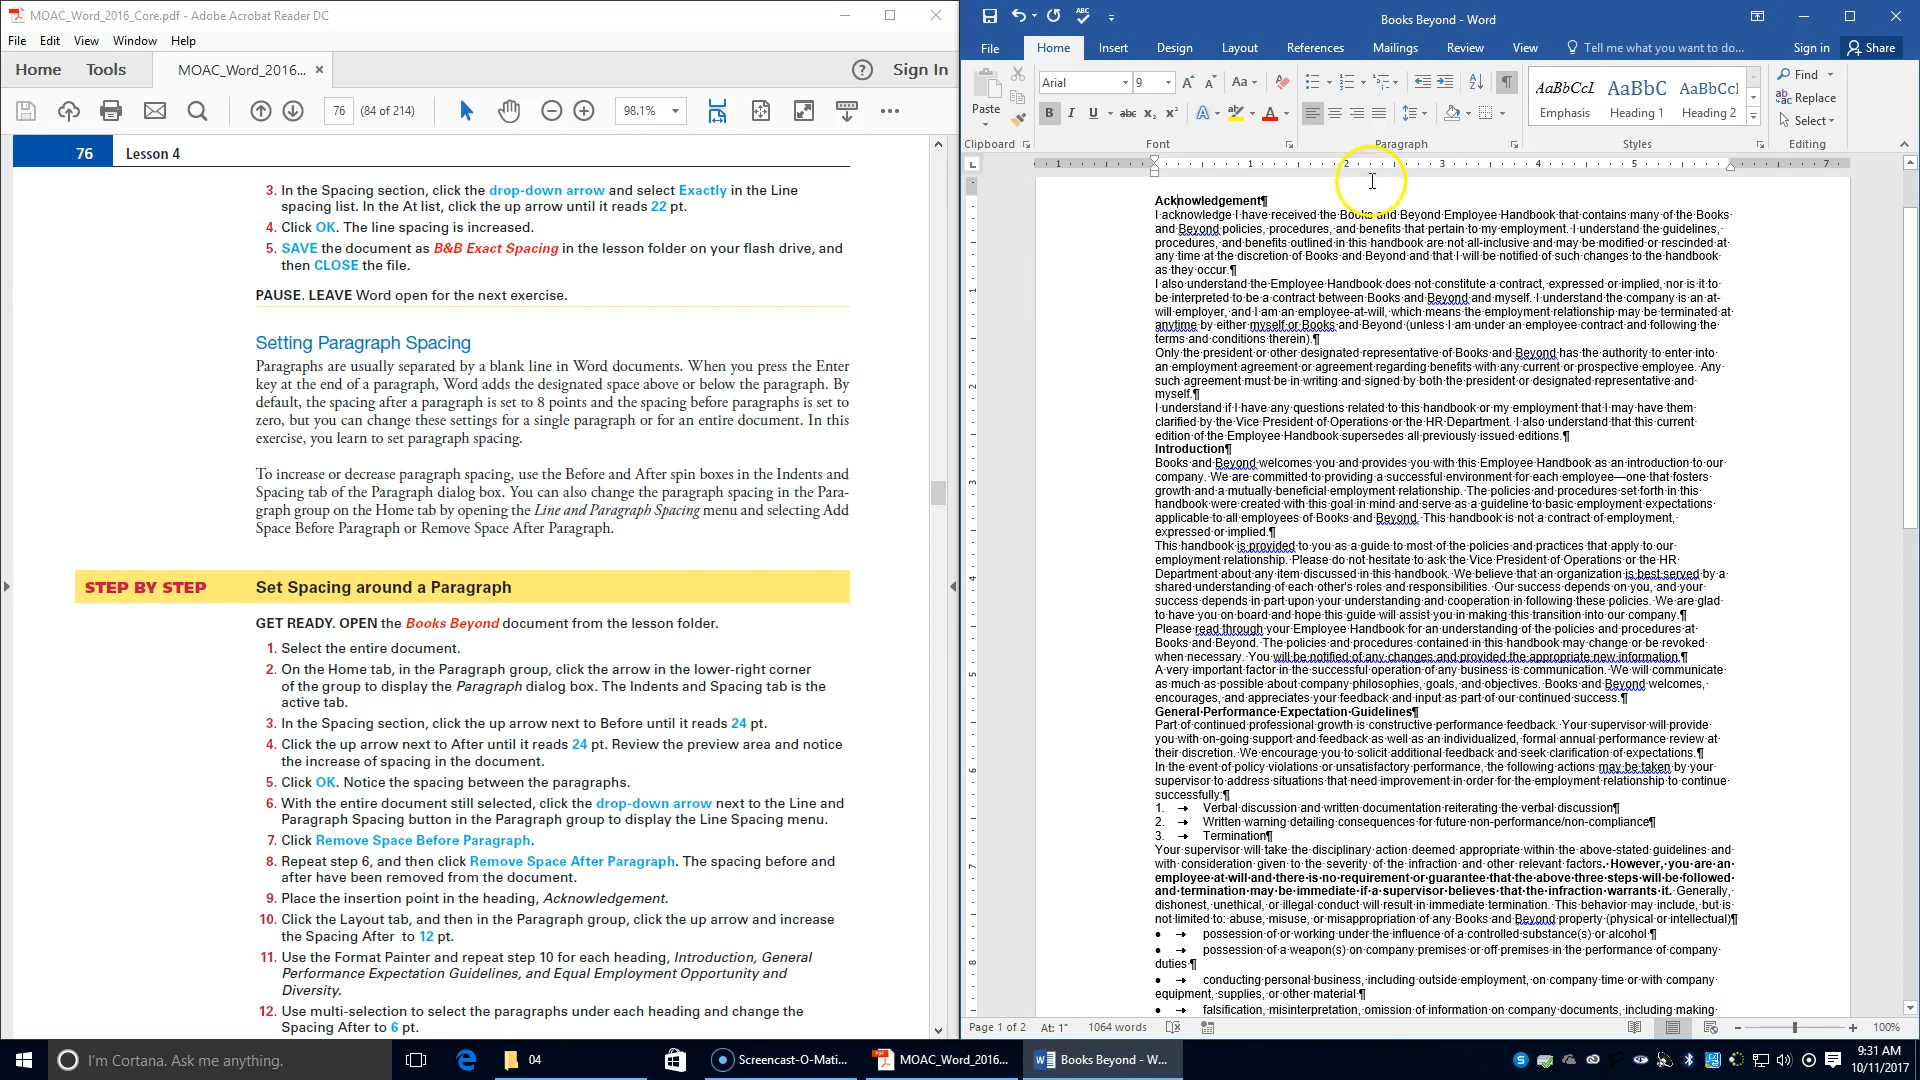 MOAC_Word_2016_Core.pdf - Adobe Acrobat Reader DC
File Edit View Window Help
Home Tools MOAC_Word_2016... × Sign In
76 (84 of 214) 98.1%
76 Lesson 4
3. In the Spacing section, click the drop-down arrow and select Exactly in the Line
spacing list. In the At list, click the up arrow until it reads 22 pt.
4. Click OK. The line spacing is increased.
5. SAVE the document as B&B Exact Spacing in the lesson folder on your flash drive, and
then CLOSE the file.
PAUSE. LEAVE Word open for the next exercise.
Setting Paragraph Spacing
Paragraphs are usually separated by a blank line in Word documents. When you press the Enter
key at the end of a paragraph, Word adds the designated space above or below the paragraph. By
default, the spacing after a paragraph is set to 8 points and the spacing before paragraphs is set to
zero, but you can change these settings for a single paragraph or for an entire document. In this
exercise, you learn to set paragraph spacing.
To increase or decrease paragraph spacing, use the Before and After spin boxes in the Indents and
Spacing tab of the Paragraph dialog box. You can also change the paragraph spacing in the Para-
graph group on the Home tab by opening the Line and Paragraph Spacing menu and selecting Add
Space Before Paragraph or Remove Space After Paragraph.
STEP BY STEP Set Spacing around a Paragraph
GET READY. OPEN the Books Beyond document from the lesson folder.
1. Select the entire document.
2. On the Home tab, in the Paragraph group, click the arrow in the lower-right corner
of the group to display the Paragraph dialog box. The Indents and Spacing tab is the
active tab.
3. In the Spacing section, click the up arrow next to Before until it reads 24 pt.
4. Click the up arrow next to After until it reads 24 pt. Review the preview area and notice
the increase of spacing in the document.
5. Click OK. Notice the spacing between the paragraphs.
6. With the entire document still selected, click the drop-down arrow next to the Line and
Paragraph Spacing button in the Paragraph group to display the Line Spacing menu.
7. Click Remove Space Before Paragraph.
8. Repeat step 6, and then click Remove Space After Paragraph. The spacing before and
after have been removed from the document.
9. Place the insertion point in the heading, Acknowledgement.
10. Click the Layout tab, and then in the Paragraph group, click the up arrow and increase
the Spacing After to 12 pt.
11. Use the Format Painter and repeat step 10 for each heading, Introduction, General
Performance Expectation Guidelines, and Equal Employment Opportunity and
Diversity.
12. Use multi-selection to select the paragraphs under each heading and change the
Spacing After to 6 pt.
Books Beyond - Word
File Home Insert Design Layout References Mailings Review View Tell me what you want to do... Sign in Share
Paste Arial 9 Aa
B I U abc x₂ x² A A
AaBbCcL AaBbC AaBbCcl
Emphasis Heading 1 Heading 2
Find
Replace
Select
Clipboard Font Paragraph Styles Editing
1 1 2 3 4 5 7
Acknowledgement¶
I acknowledge I have received the Books and Beyond Employee Handbook that contains many of the Books
and Beyond policies, procedures, and benefits that pertain to my employment. I understand the guidelines,
procedures, and benefits outlined in this handbook are not all-inclusive and may be modified or rescinded at
any time at the discretion of Books and Beyond and that I will be notified of such changes to the handbook
as they occur.¶
I also understand the Employee Handbook does not constitute a contract, expressed or implied, nor is it to
be interpreted to be a contract between Books and Beyond and myself. I understand the company is an at-
will employer, and I am an employee-at-will, which means the employment relationship may be terminated at
anytime by either myself or Books and Beyond (unless I am under an employee contract and following the
terms and conditions therein).¶
Only the president or other designated representative of Books and Beyond has the authority to enter into
an employment agreement or agreement regarding benefits with any current or prospective employee. Any
such agreement must be in writing and signed by both the president or designated representative and
myself.¶
I understand if I have any questions related to this handbook or my employment that I may have them
clarified by the Vice President of Operations or the HR Department. I also understand that this current
edition of the Employee Handbook supersedes all previously issued editions.¶
Introduction¶
Books and Beyond welcomes you and provides you with this Employee Handbook as an introduction to our
company. We are committed to providing a successful environment for each employee—one that fosters
growth and a mutually beneficial employment relationship. The policies and procedures set forth in this
handbook were created with this goal in mind and serve as a guideline to basic employment expectations
applicable to all employees of Books and Beyond. This handbook is not a contract of employment,
expressed or implied.¶
This handbook is provided to you as a guide to most of the policies and practices that apply to our
employment relationship. Please do not hesitate to ask the Vice President of Operations or the HR
Department about any item discussed in this handbook. We believe that an organization is best served by a
shared understanding of each other's roles and responsibilities. Our success depends on you, and your
success depends in part upon your understanding and cooperation in following these policies. We are glad
to have you on board and hope this guide will assist you in making this transition into our company.¶
Please read through your Employee Handbook for an understanding of the policies and procedures at
Books and Beyond. The policies and procedures contained in this handbook may change or be revoked
when necessary. You will be notified of any changes and provided the appropriate new information.¶
A very important factor in the successful operation of any business is communication. We will communicate
as much as possible about company philosophies, goals, and objectives. Books and Beyond welcomes,
encourages, and appreciates your feedback and input as part of our continued success.¶
General Performance Expectation Guidelines¶
Part of continued professional growth is constructive performance feedback. Your supervisor will provide
you with on-going support and feedback as well as an individualized, formal annual performance review at
their discretion. We encourage you to solicit additional feedback and seek clarification of expectations.¶
In the event of policy violations or unsatisfactory performance, the following actions may be taken by your
supervisor to address situations that need improvement in order for the employment relationship to continue
successfully:¶
1. → Verbal discussion and written documentation reiterating the verbal discussion¶
2. → Written warning detailing consequences for future non-performance/non-compliance¶
3. → Termination¶
Your supervisor will take the disciplinary action deemed appropriate within the above-stated guidelines and
with consideration given to the severity of the infraction and other relevant factors. However, you are an
employee at will and there is no requirement or guarantee that the above three steps will be followed
and termination may be immediate if a supervisor believes that the infraction warrants it. Generally,
dishonest, unethical, or illegal conduct will result in immediate termination. This behavior may include, but is
not limited to: abuse, misuse, or misappropriation of any Books and Beyond property (physical or intellectual)¶
• → possession of or working under the influence of a controlled substance(s) or alcohol ¶
• → possession of a weapon(s) on company premises or off premises in the performance of company
duties ¶
• → conducting personal business, including outside employment, on company time or with company
equipment, supplies, or other material ¶
• → falsification, misinterpretation, omission of information on company documents, including making
Page 1 of 2 At: 1" 1064 words 100%
I'm Cortana. Ask me anything. 04 Screencast-O-Mati... MOAC_Word_2016... Books Beyond - W... 9:31 AM
10/11/2017